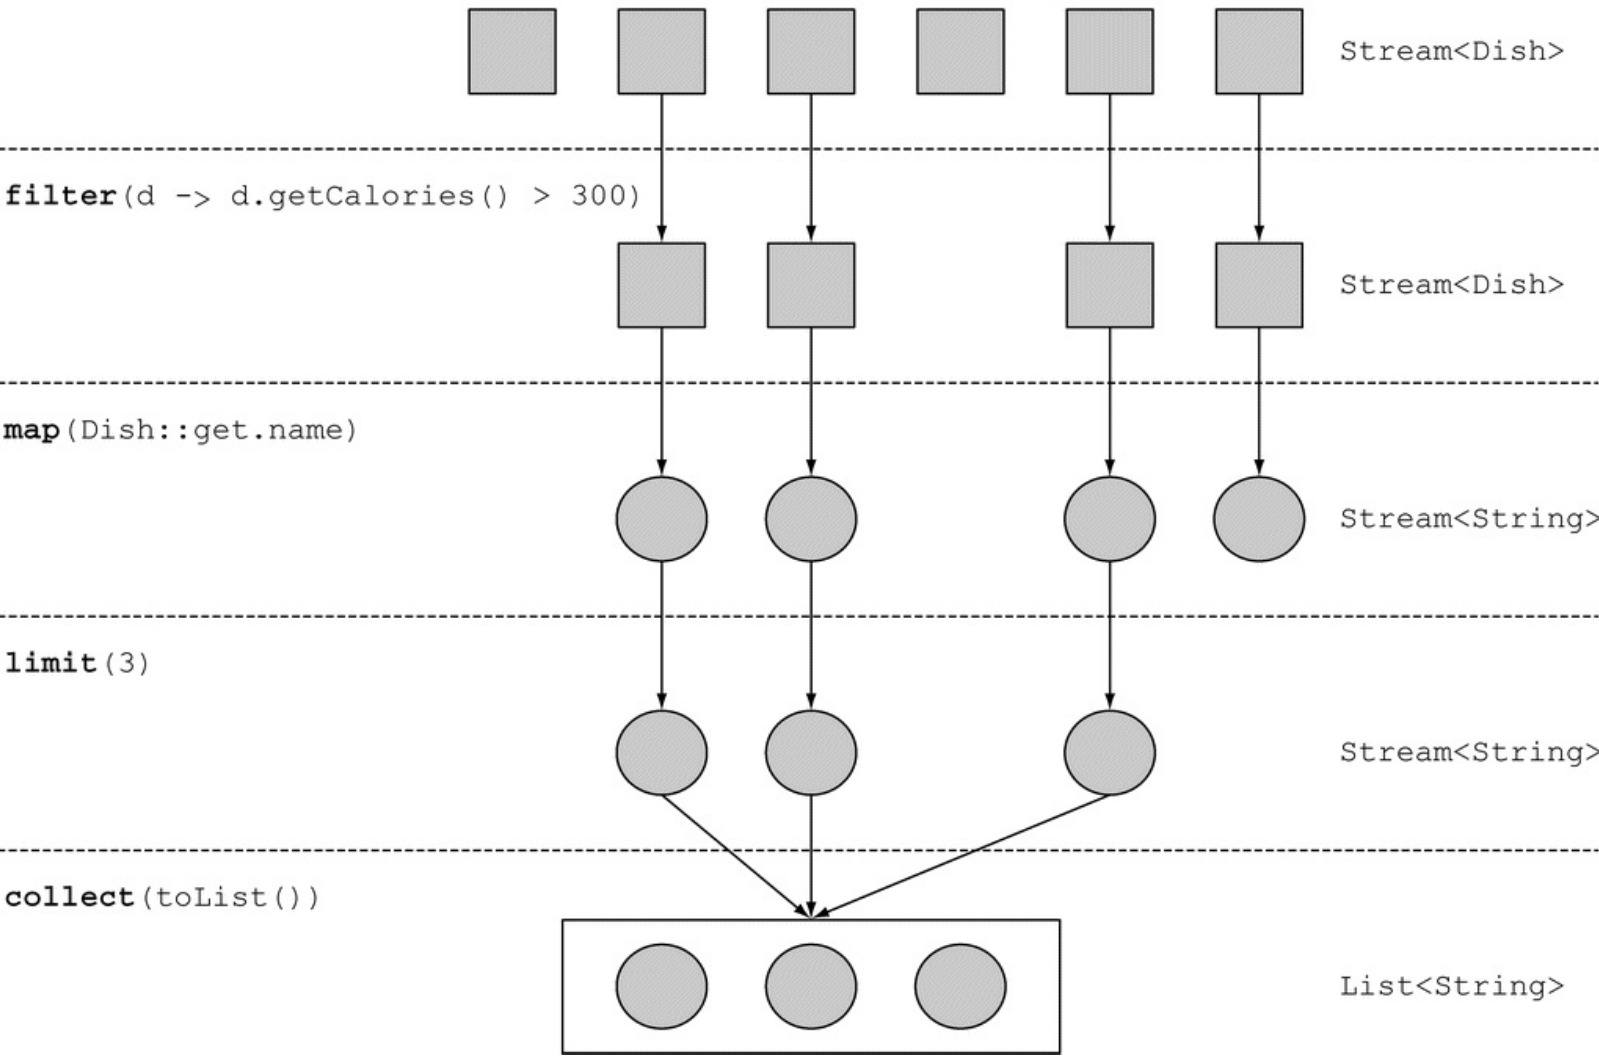 Stream<Dish>
filter(d -> d.getCalories() > 300)
Stream<Dish>
map(Dish::get.name)
Stream<String>
limit(3)
Stream<String>
collect(toList())
List<String>